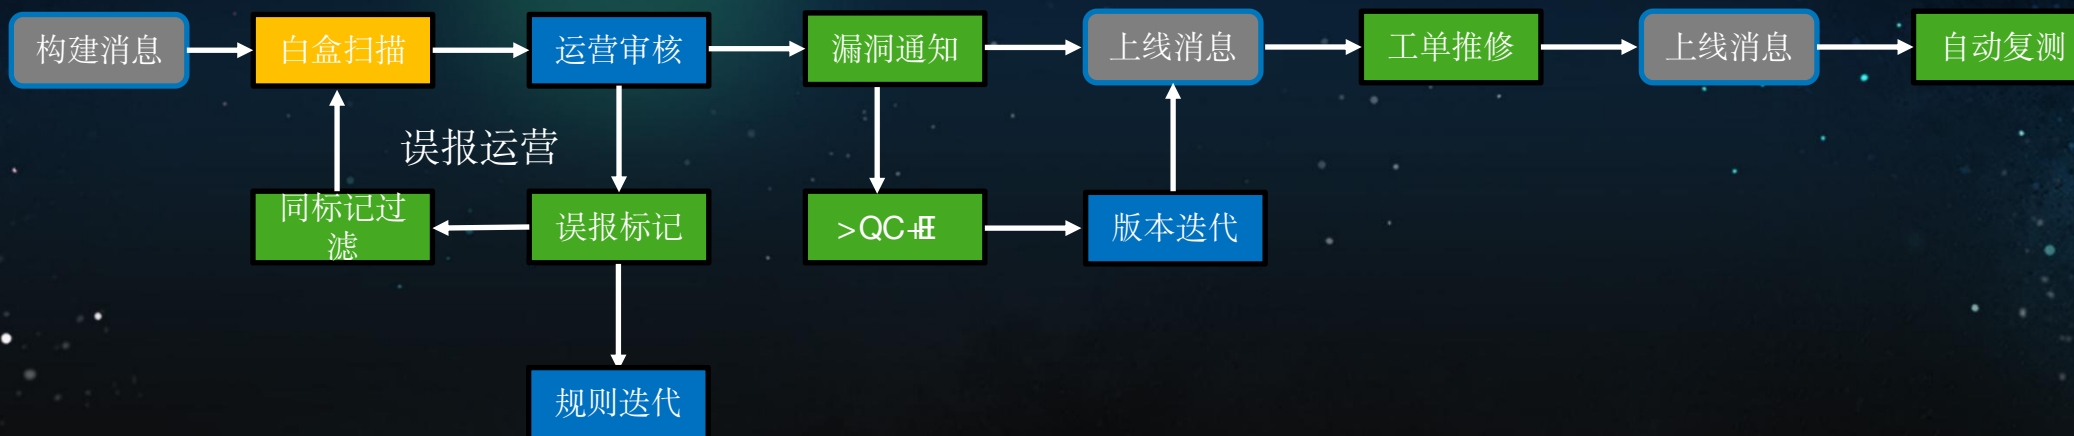 构建消息
白盒扫描
运营审核
漏洞通知
上线消息
工单推修
上线消息
自动复测
误报运营
同标记过
滤
误报标记
>QC+
版本迭代
规则迭代